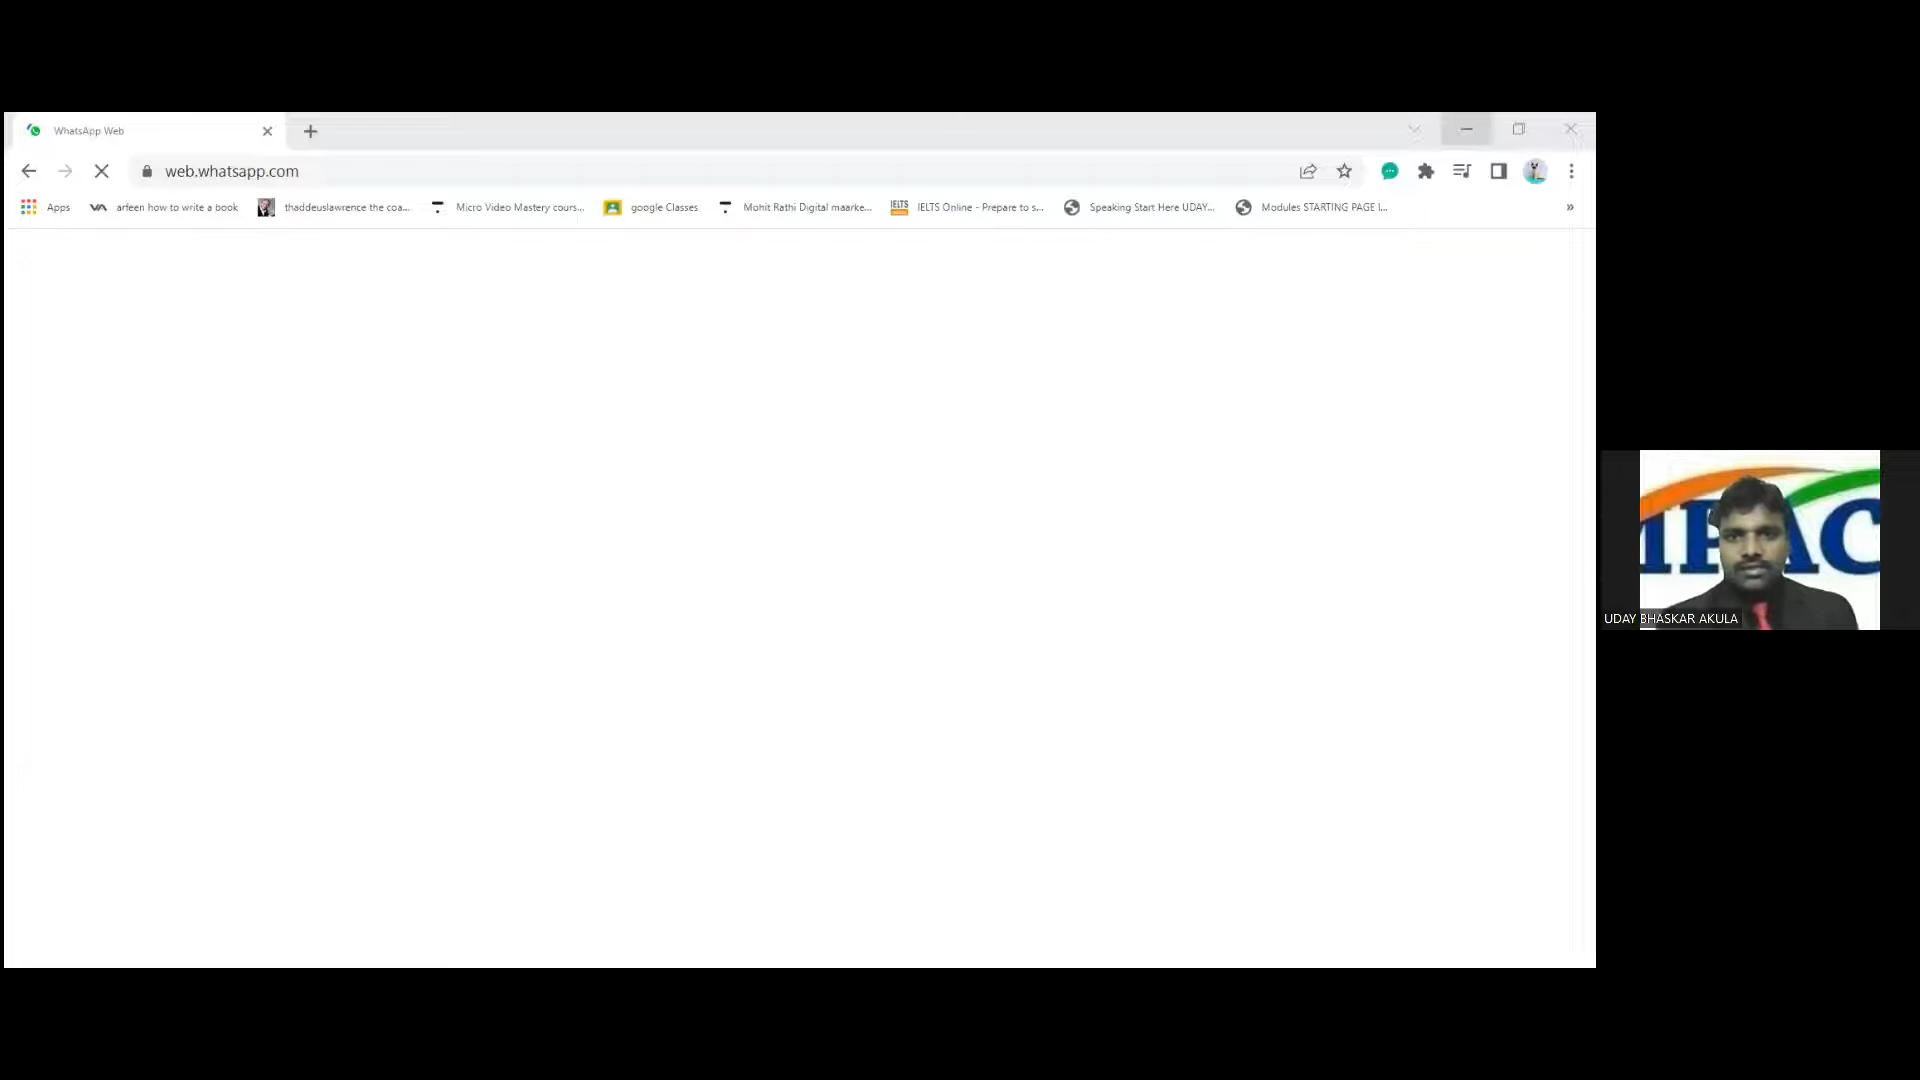 WhatsApp Web
web.whatsapp.com
Apps
arfeen how to write a book
thaddeuslawrence the coa...
Micro Video Mastery cours...
google Classes
Mohit Rathi Digital maarke...
IELTS
IELTS Online - Prepare to s...
Speaking Start Here UDAY...
Modules STARTING PAGE I...
»
UDAY BHASKAR AKULA